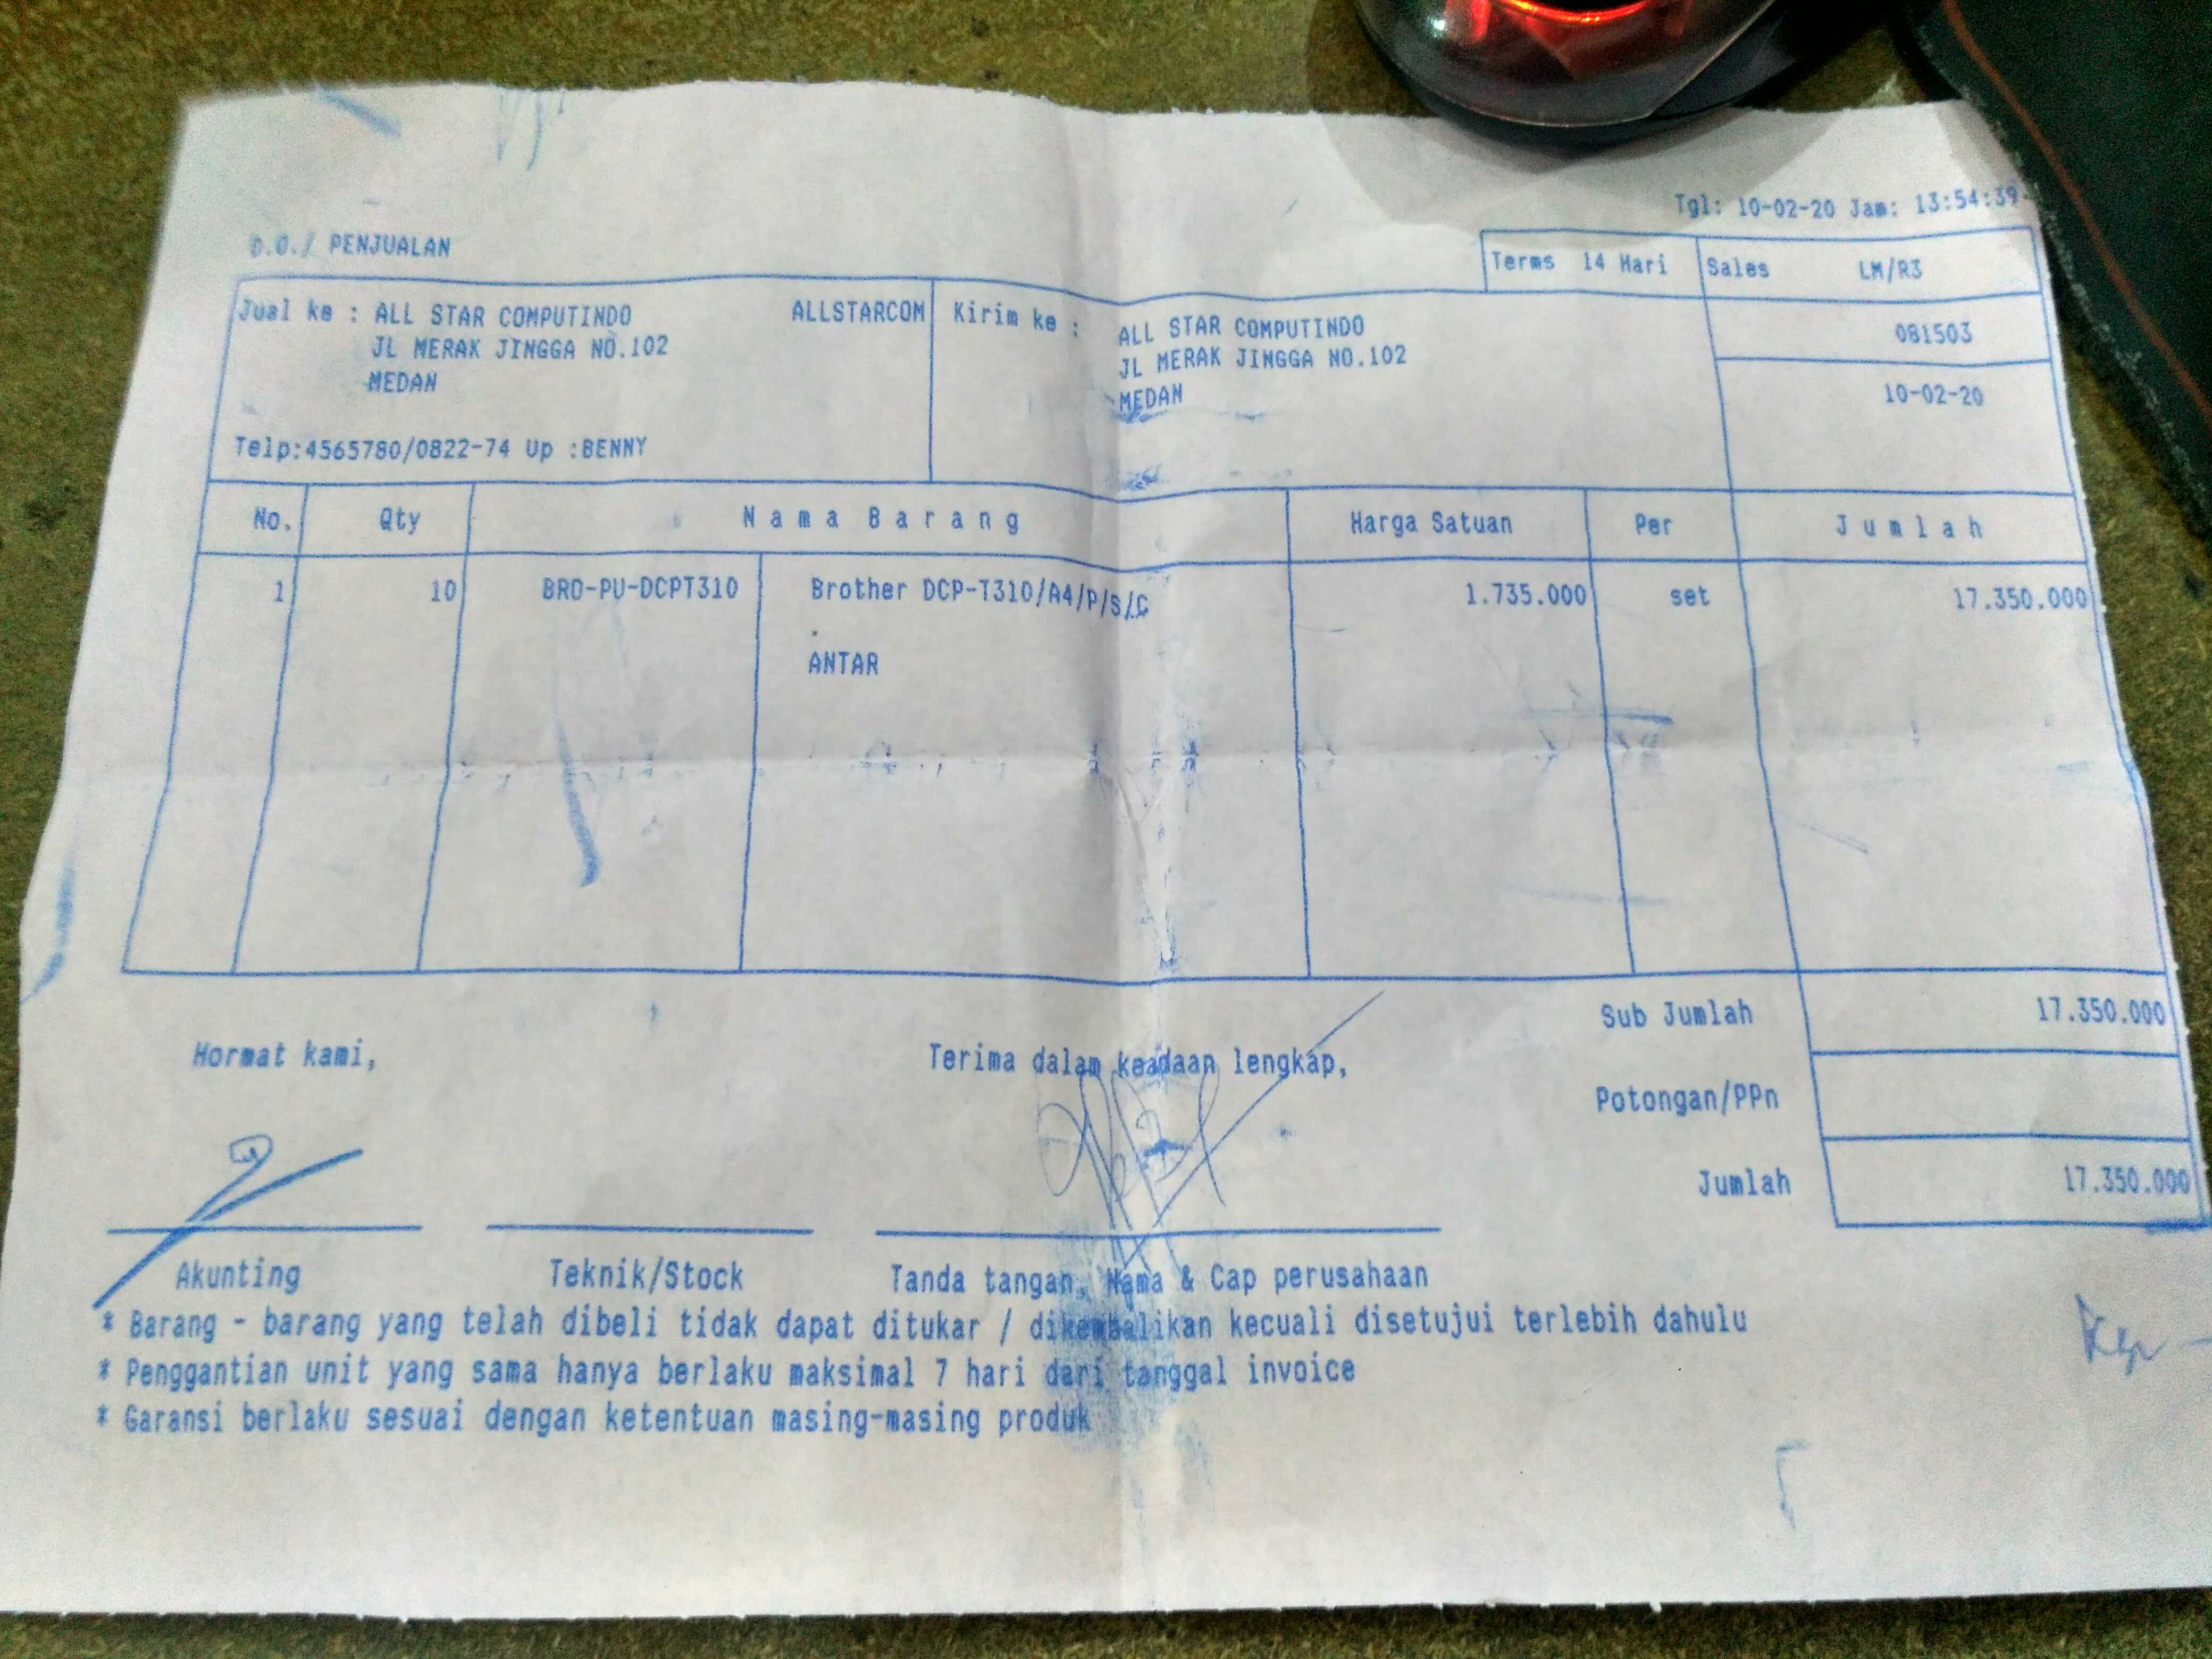 Tgl: 10-02-20 Jam: 13:54:39
D.O./ PENJUALAN
Terms 14 Hari Sales LM/R3
Jual ke : ALL STAR COMPUTINDO ALLSTARCOM Kirim ke : ALL STAR COMPUTINDO 081503
JL MERAK JINGGA NO.102 JL MERAK JINGGA NO.102
MEDAN MEDAN 10-02-20
Telp:4565780/0822-74 Up :BENNY
No. Qty Nama Barang Harga Satuan Per Jumlah
1 10 BRO-PU-DCPT310 Brother DCP-T310/A4/P/S/C 1.735.000 set 17.350.000
.
ANTAR
Sub Jumlah 17.350.000
Hormat kami, Terima dalam keadaan lengkap,
Potongan/PPn
Jumlah 17.350.000
Akunting Teknik/Stock Tanda tangan, Nama & Cap perusahaan
* Barang - barang yang telah dibeli tidak dapat ditukar / dikembalikan kecuali disetujui terlebih dahulu
* Penggantian unit yang sama hanya berlaku maksimal 7 hari dari tanggal invoice
* Garansi berlaku sesuai dengan ketentuan masing-masing produk